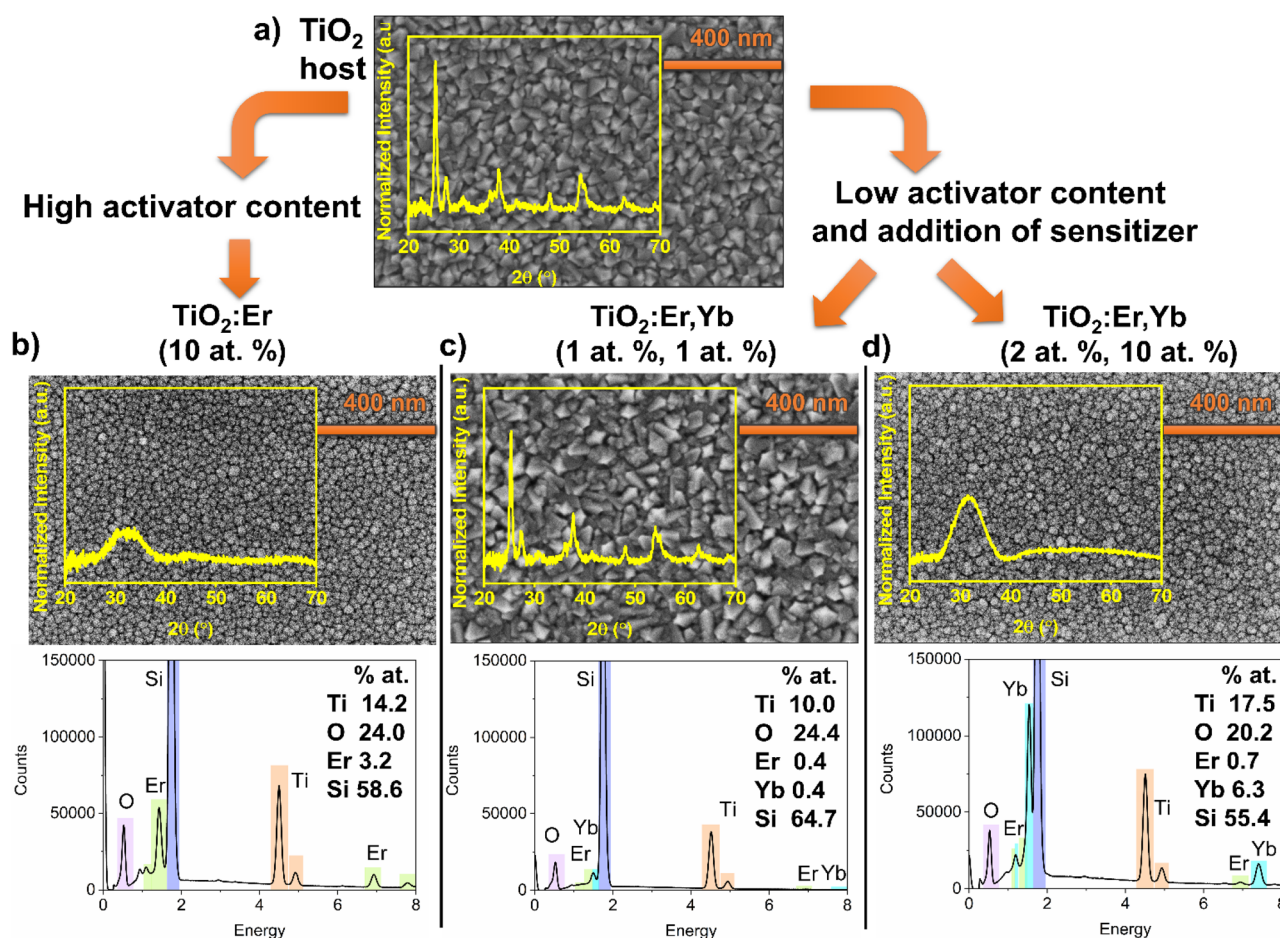 a) TiO2
host
400 nm
Normalized Intensity (a.u
20 30 40 50 60 70
2θ (°)
High activator content
Low activator content
and addition of sensitizer
b)
TiO2:Er
(10 at. %)
400 nm
Normalized Intensity (a.u.)
20 30 40 50 60 70
2θ (°)
c)
TiO2:Er,Yb
(1 at. %, 1 at. %)
400 nm
Normalized Intensity (a.u.)
20 30 40 50 60 70
2θ (°)
d)
TiO2:Er,Yb
(2 at. %, 10 at. %)
400 nm
Normalized Intensity (a.u.)
20 30 40 50 60 70
2θ (°)
150000
100000
50000
0
Counts
0 2 4 6 8
Energy
O
Er
Si
Ti
Er
% at.
Ti 14.2
O 24.0
Er 3.2
Si 58.6
150000
100000
50000
0
Counts
0 2 4 6 8
Energy
O
Yb
Er
Si
Ti
Er Yb
% at.
Ti 10.0
O 24.4
Er 0.4
Yb 0.4
Si 64.7
150000
100000
50000
0
Counts
0 2 4 6 8
Energy
O
Er
Yb
Si
Ti
Er
Yb
% at.
Ti 17.5
O 20.2
Er 0.7
Yb 6.3
Si 55.4